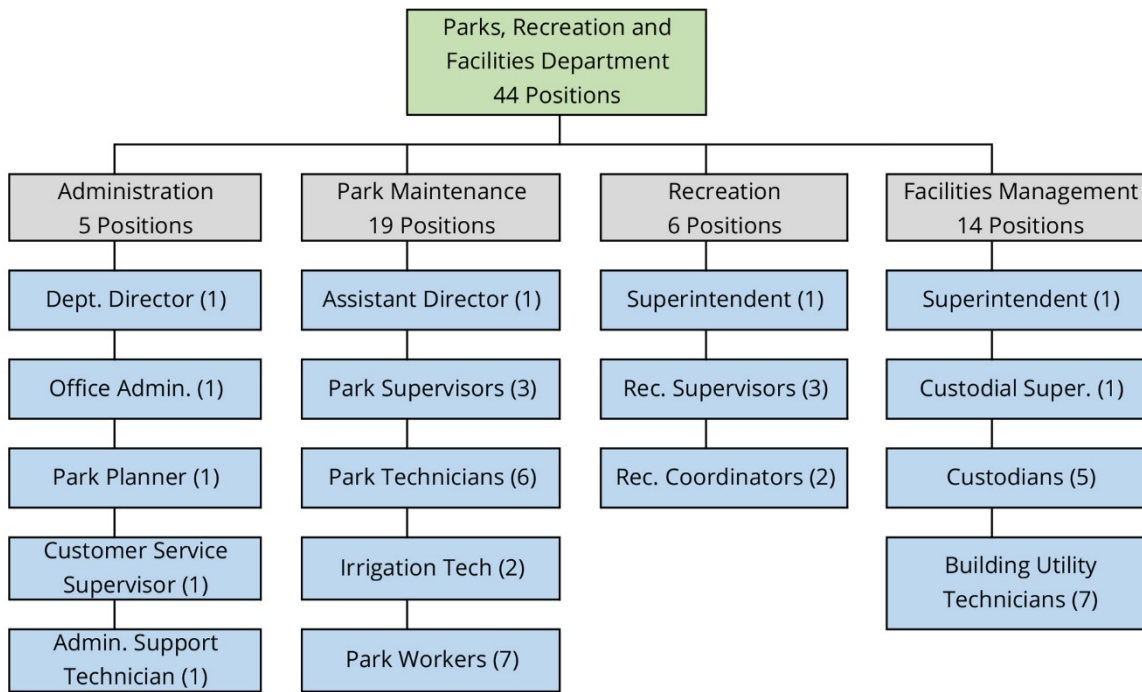 Parks, Recreation and
Facilities Department
44 Positions
Administration
5 Positions
Park Maintenance
19 Positions
Recreation
6 Positions
Facilities Management
14 Positions
Dept. Director (1)
Office Admin. (1)
Park Planner (1)
Customer Service
Supervisor (1)
Admin. Support
Technician (1)
Assistant Director (1)
Park Supervisors (3)
Park Technicians (6)
Irrigation Tech (2)
Park Workers (7)
Superintendent (1)
Rec. Supervisors (3)
Rec. Coordinators (2)
Superintendent (1)
Custodial Super. (1)
Custodians (5)
Building Utility
Technicians (7)